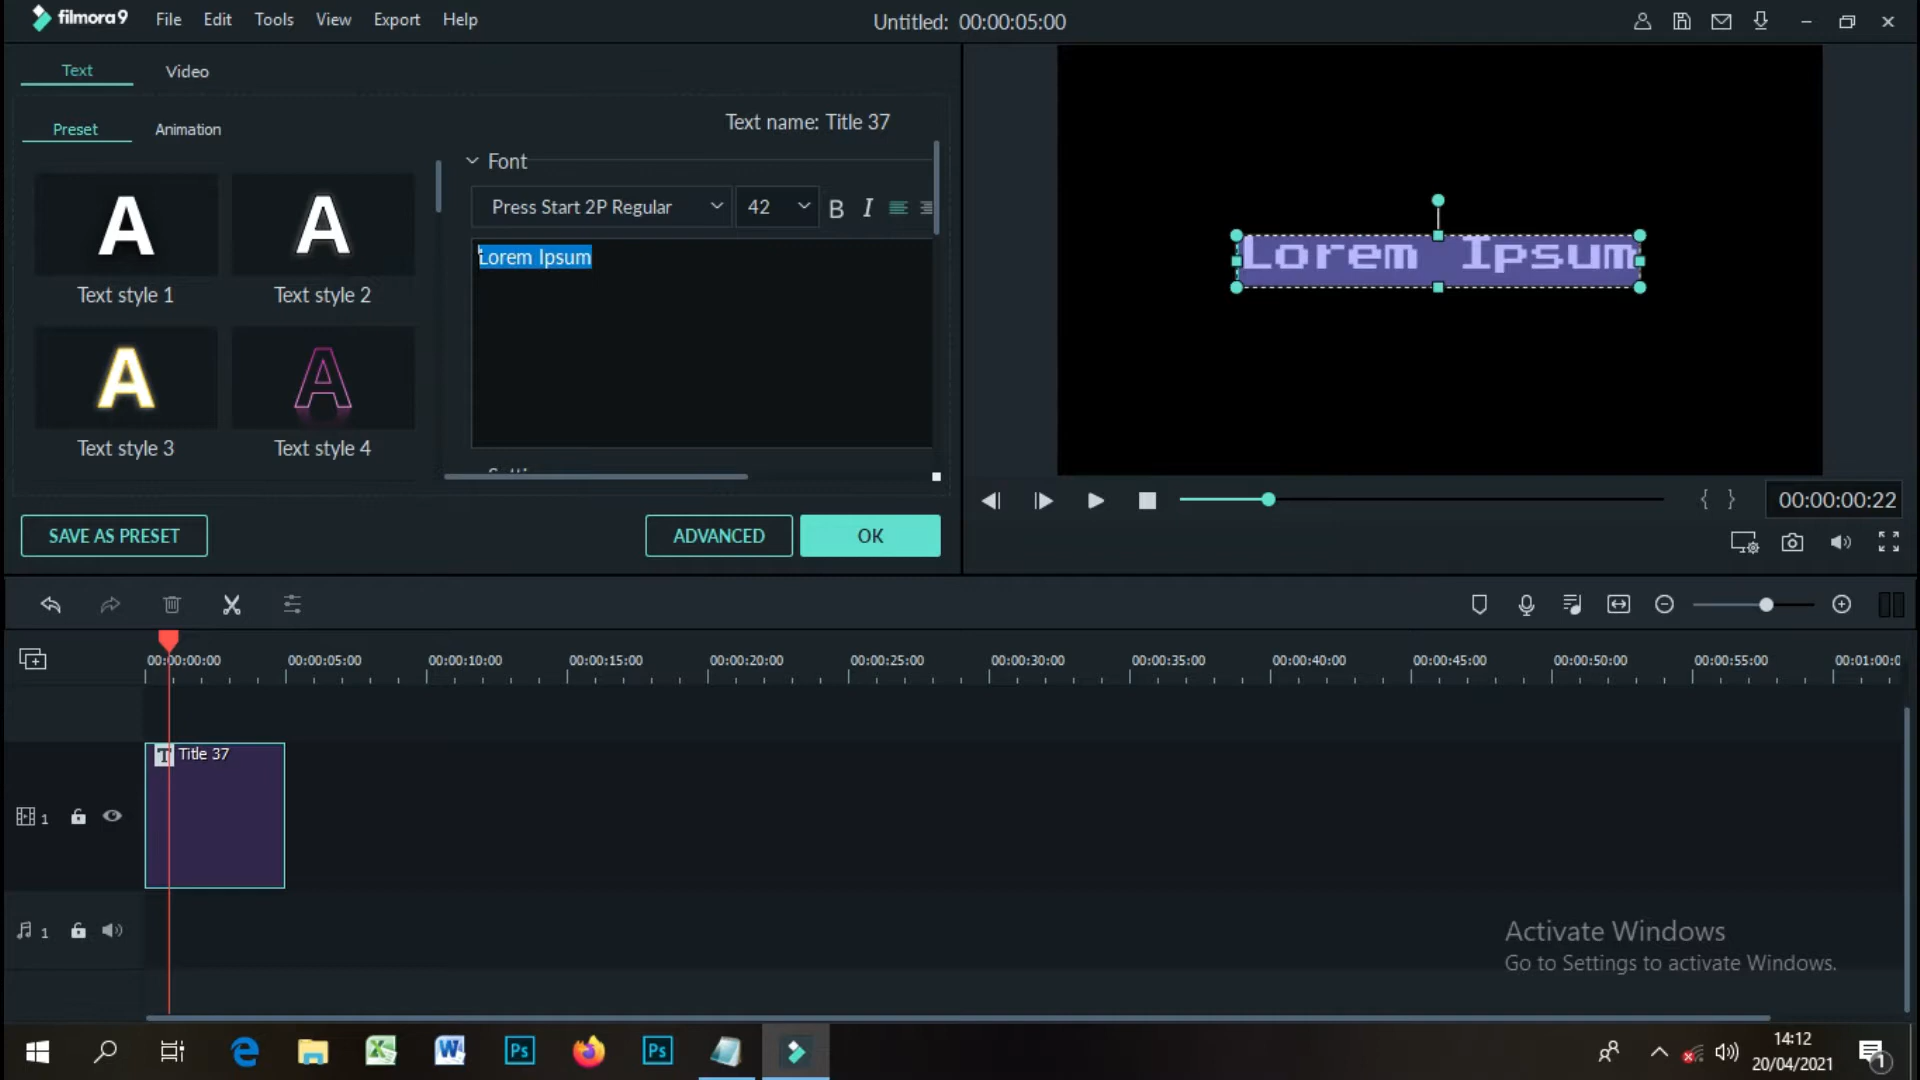 filmora9 File Edit Tools View Export Help
Untitled: 00:00:05:00
Text Video
Preset Animation
Text name: Title 37
Font
Press Start 2P Regular 42 B I
Lorem Ipsum
A A
Text style 1 Text style 2
A A
Text style 3 Text style 4
Lorem Ipsum
{ } 00:00:00:22
SAVE AS PRESET ADVANCED OK
00:00:00:00 00:00:05:00 00:00:10:00 00:00:15:00 00:00:20:00 00:00:25:00 00:00:30:00 00:00:35:00 00:00:40:00 00:00:45:00 00:00:50:00 00:00:55:00 00:01:00:0
T Title 37
1
1
Activate Windows
Go to Settings to activate Windows.
Ps Ps
14:12
20/04/2021
1